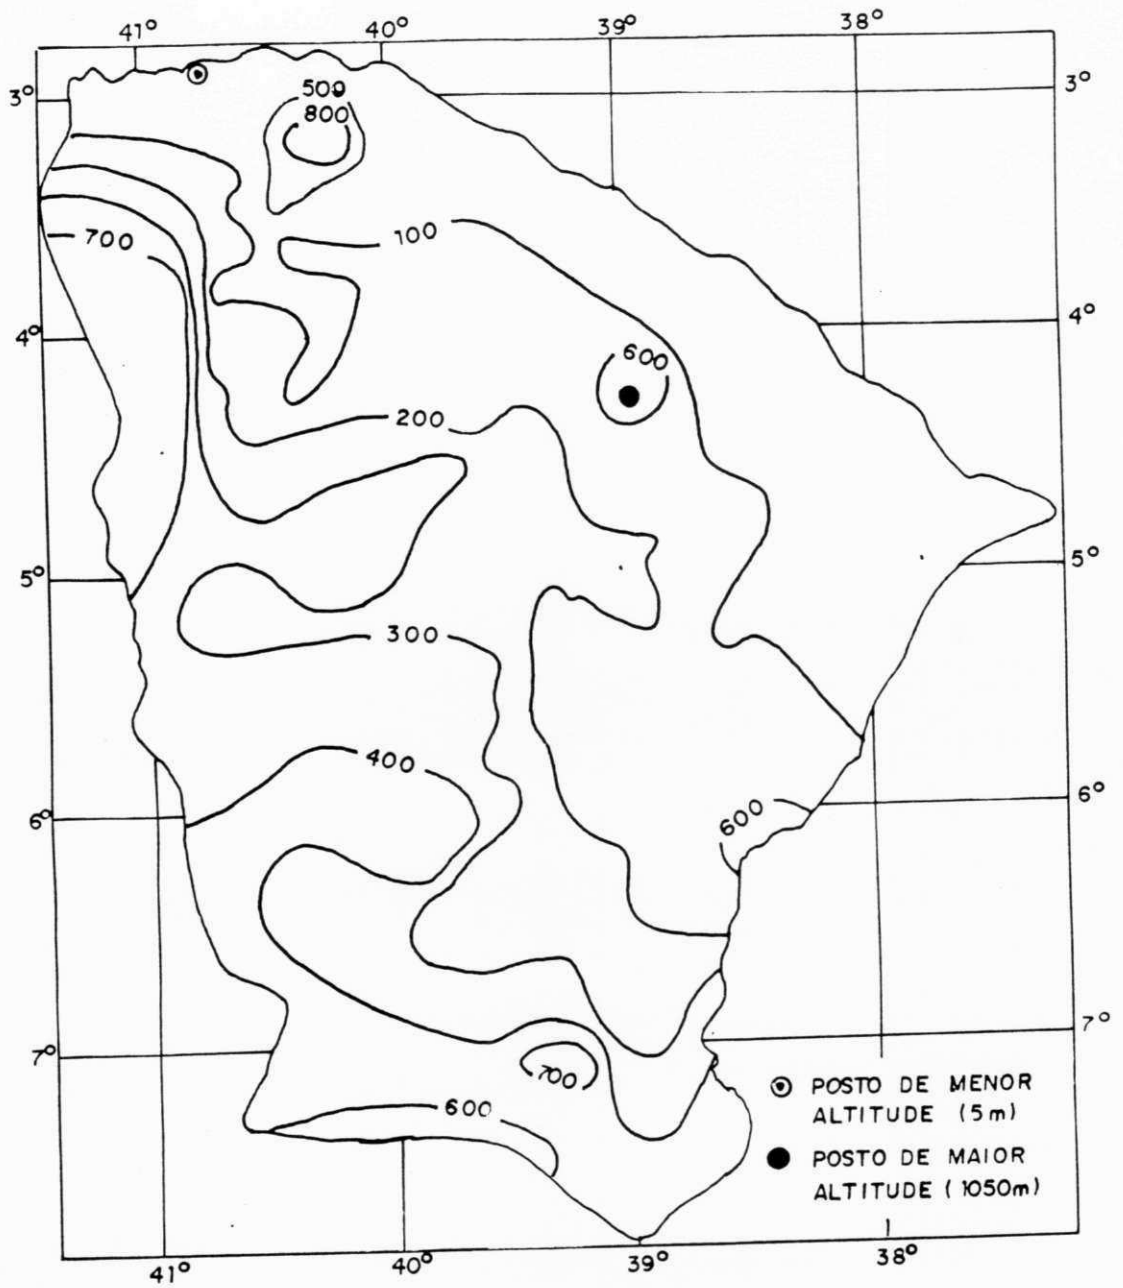 41° 40° 39° 38°
3° 3°
500
800
700
100
4° 4°
600
200
5° 5°
300
400
6° 6°
600
7° 7°
700
600
POSTO DE MENOR
ALTITUDE (5m)
POSTO DE MAIOR
ALTITUDE (1050m)
41° 40° 39° 38°